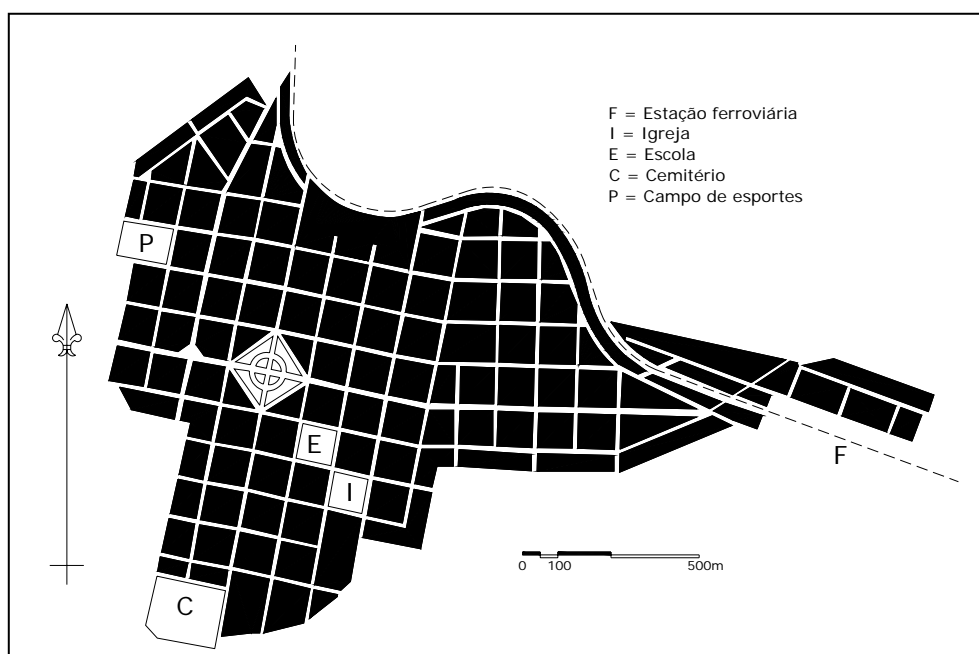 F = Estação ferroviária
I = Igreja
E = Escola
C = Cemitério
P = Campo de esportes
P
E
I
F
C
0 100 500m